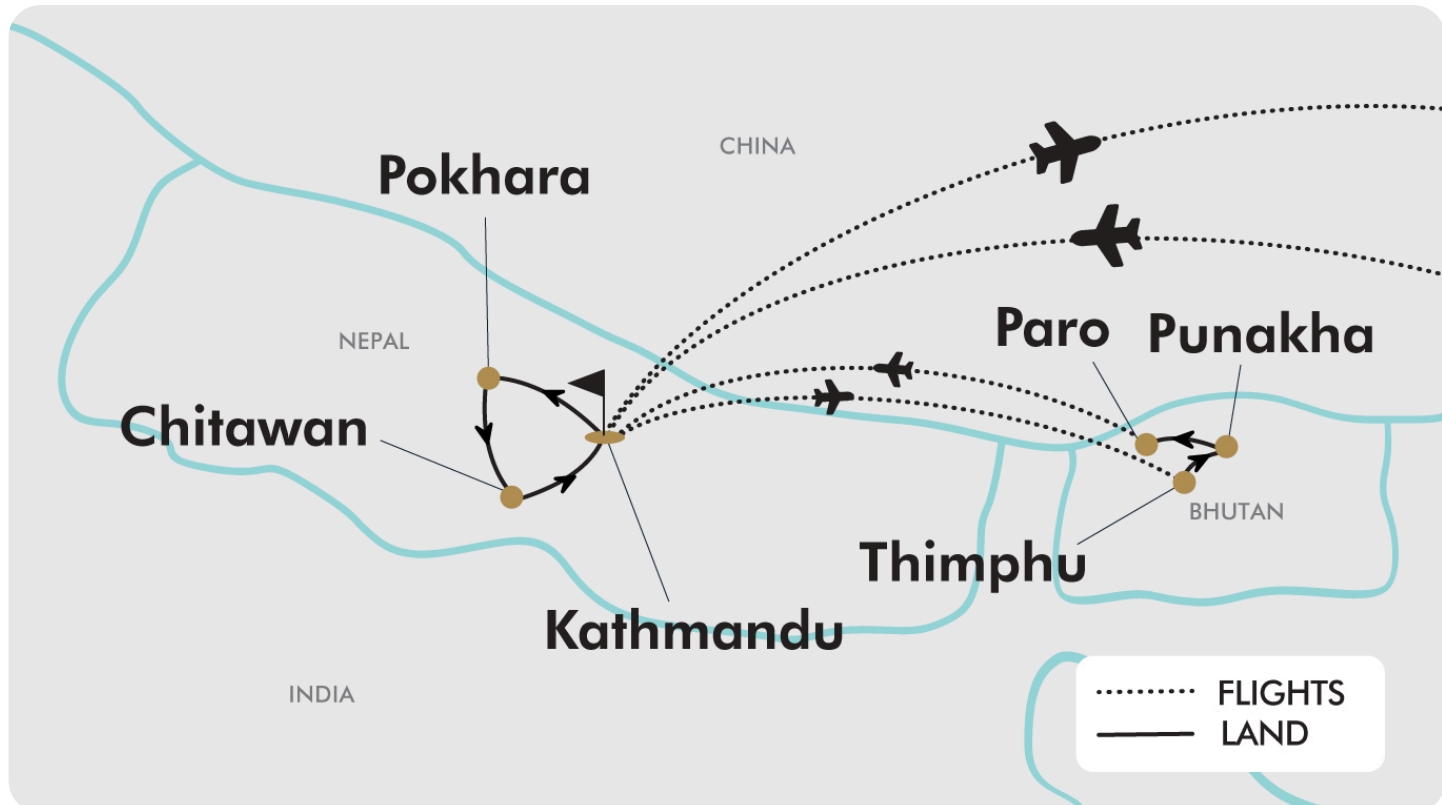 CHINA
Pokhara
Paro
Punakha
NEPAL
Chitawan
BHUTAN
Thimphu
Kathmandu
INDIA
FLIGHTS
LAND